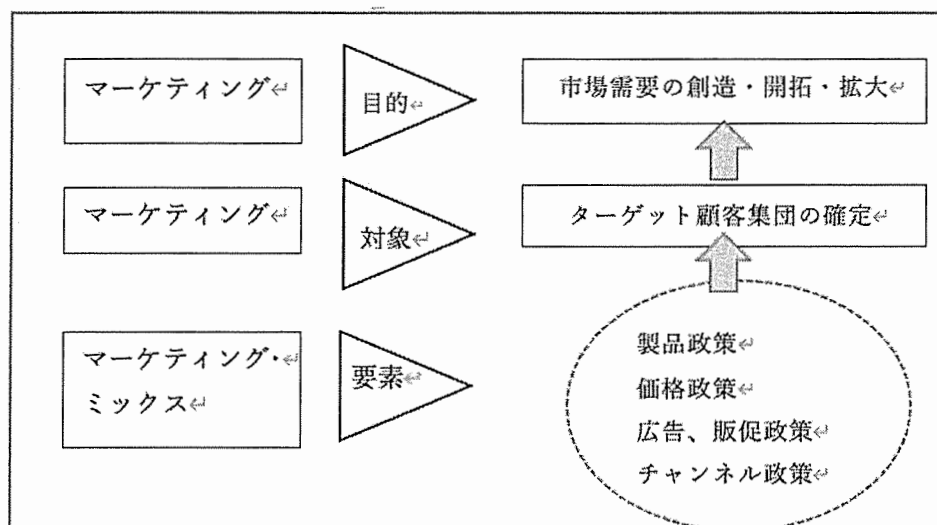 マーケティング↵
目的↵
市場需要の創造・開拓・拡大↵
マーケティング↵
対象↵
ターゲット顧客集団の確定↵
マーケティング・↵
ミックス↵
要素↵
製品政策↵
価格政策↵
広告、販促政策↵
チャンネル政策↵